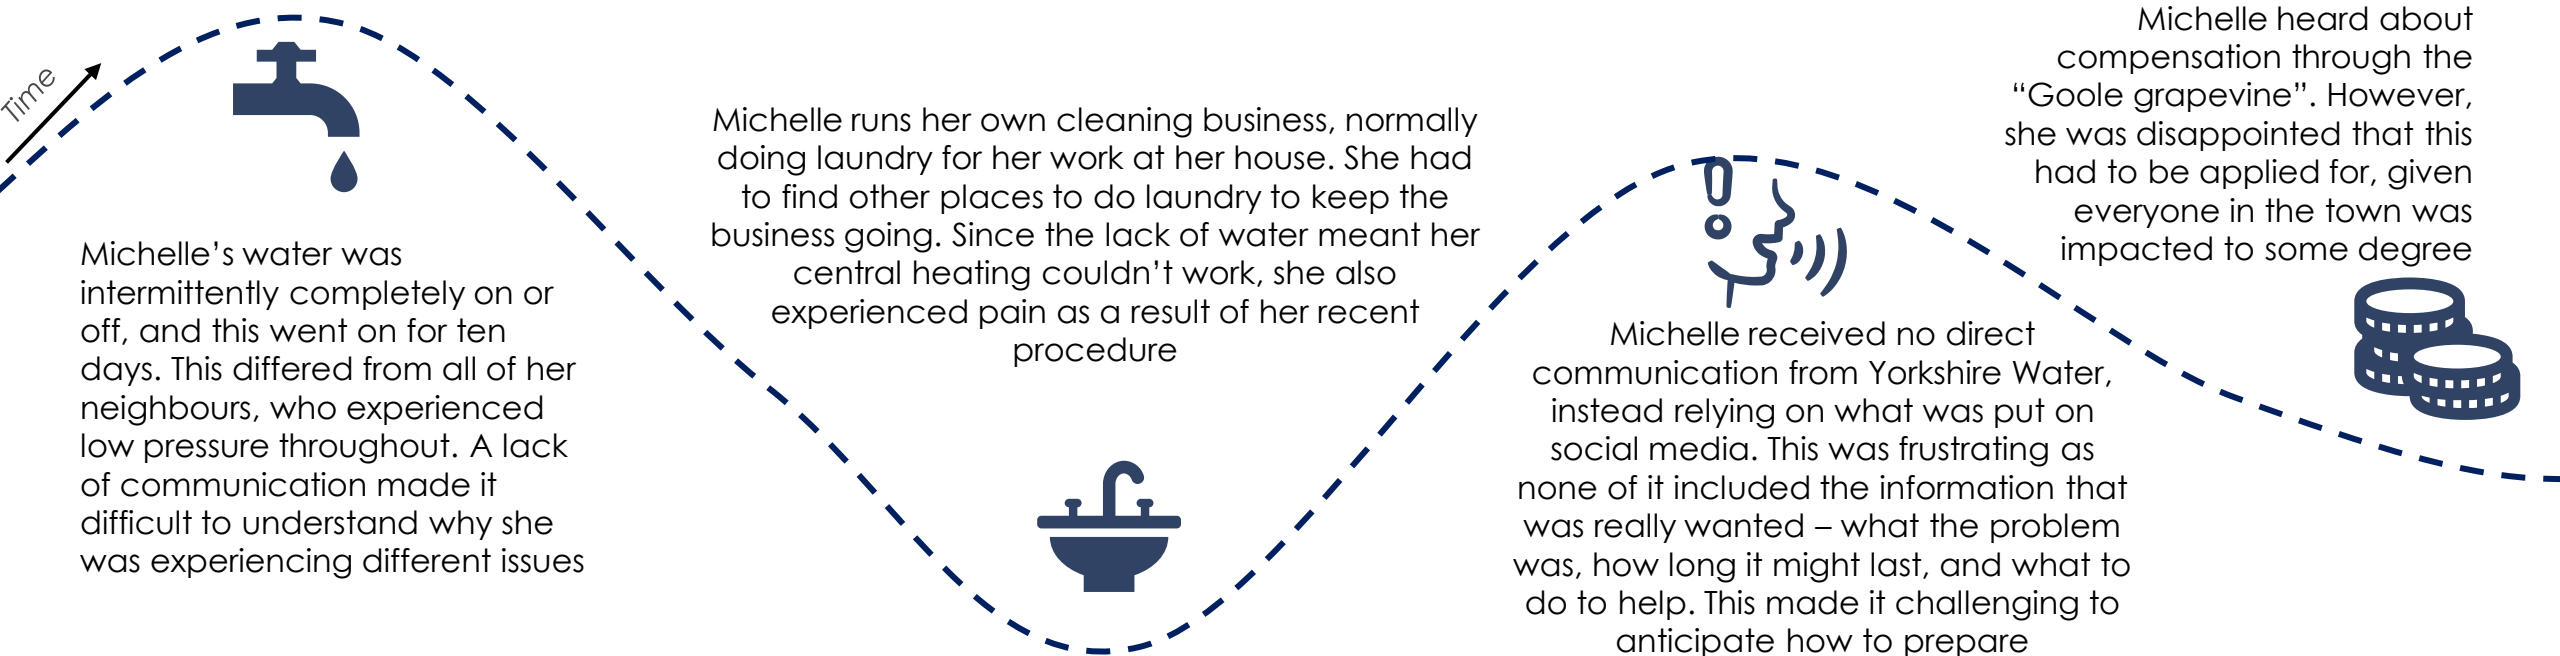 Time
Michelle’s water was
intermittently completely on or
off, and this went on for ten
days. This differed from all of her
neighbours, who experienced
low pressure throughout. A lack
of communication made it
difficult to understand why she
was experiencing different issues
Michelle runs her own cleaning business, normally
doing laundry for her work at her house. She had
to find other places to do laundry to keep the
business going. Since the lack of water meant her
central heating couldn’t work, she also
experienced pain as a result of her recent
procedure
Michelle received no direct
communication from Yorkshire Water,
instead relying on what was put on
social media. This was frustrating as
none of it included the information that
was really wanted – what the problem
was, how long it might last, and what to
do to help. This made it challenging to
anticipate how to prepare
Michelle heard about
compensation through the
“Goole grapevine”. However,
she was disappointed that this
had to be applied for, given
everyone in the town was
impacted to some degree